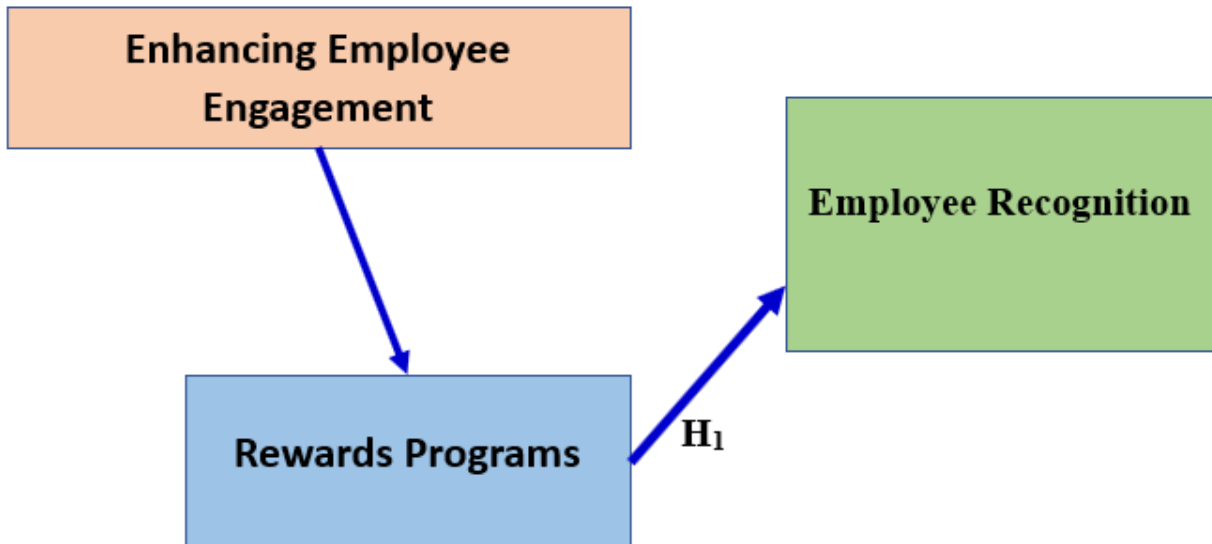 Enhancing Employee
Engagement
Employee Recognition
Rewards Programs
H₁